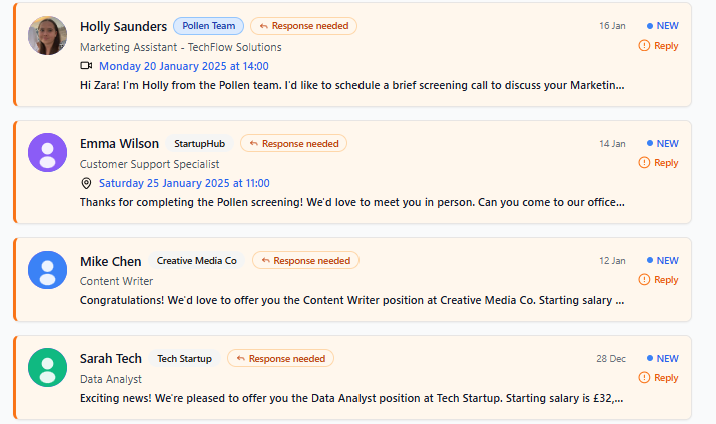 Holly Saunders Pollen Team Response needed 16 Jan NEW
Marketing Assistant - TechFlow Solutions Reply
Monday 20 January 2025 at 14:00
Hi Zara! I'm Holly from the Pollen team. I'd like to schedule a brief screening call to discuss your Marketin...
Emma Wilson StartupHub Response needed 14 Jan NEW
Customer Support Specialist Reply
Saturday 25 January 2025 at 11:00
Thanks for completing the Pollen screening! We'd love to meet you in person. Can you come to our office...
Mike Chen Creative Media Co Response needed 12 Jan NEW
Content Writer Reply
Congratulations! We'd love to offer you the Content Writer position at Creative Media Co. Starting salary ...
Sarah Tech Tech Startup Response needed 28 Dec NEW
Data Analyst Reply
Exciting news! We're pleased to offer you the Data Analyst position at Tech Startup. Starting salary is £32,...